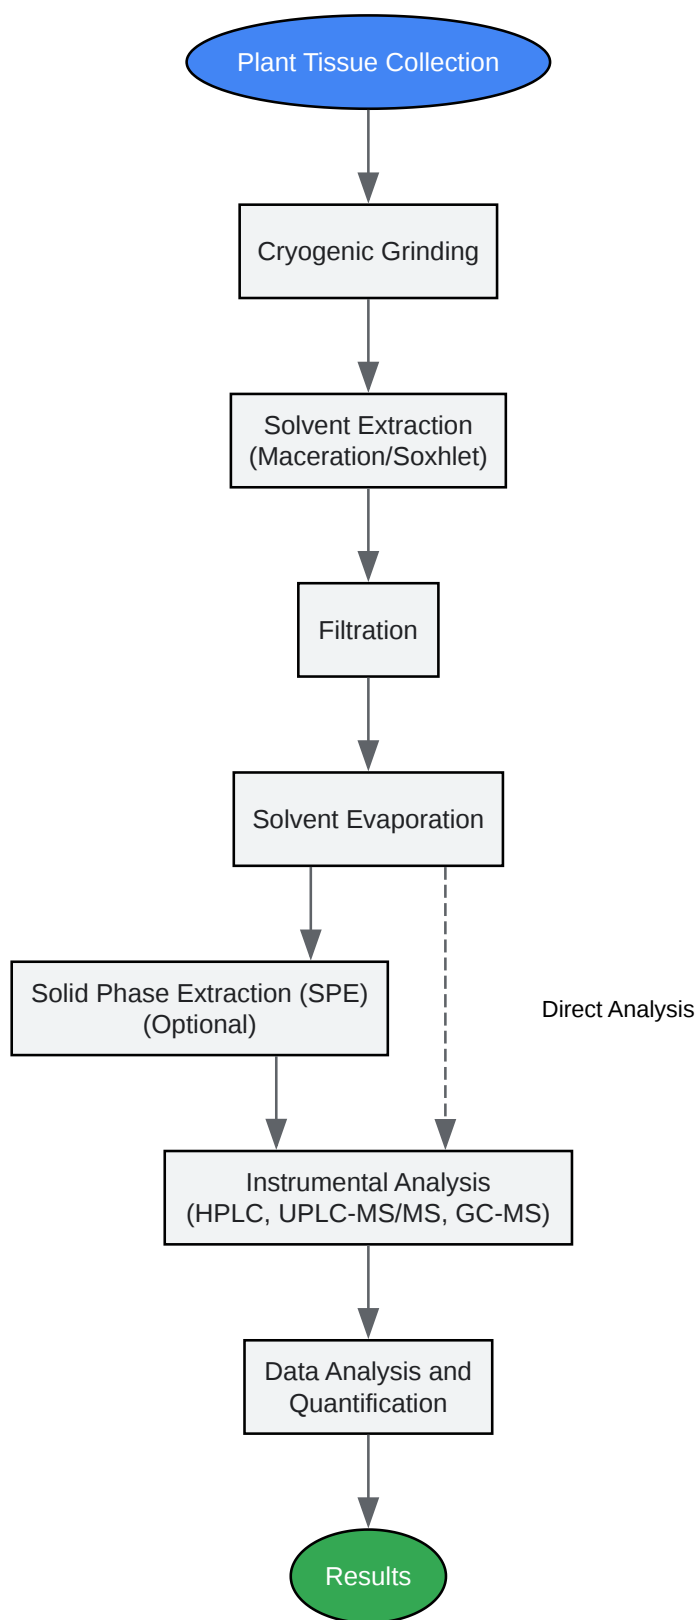 Plant Tissue Collection
Cryogenic Grinding
Solvent Extraction
(Maceration/Soxhlet)
Filtration
Solvent Evaporation
Solid Phase Extraction (SPE)
(Optional)
Direct Analysis
Instrumental Analysis
(HPLC, UPLC-MS/MS, GC-MS)
Data Analysis and
Quantification
Results